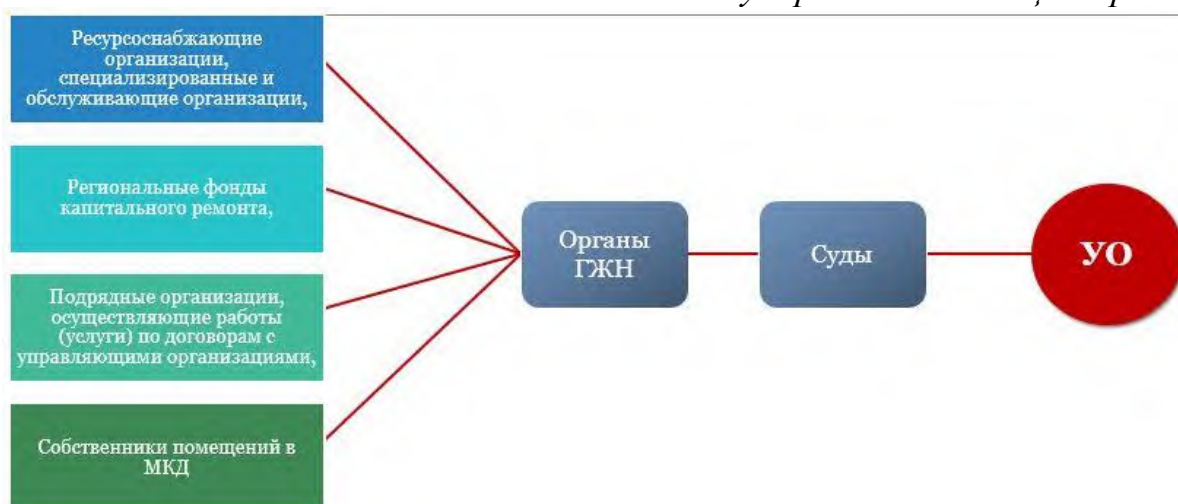 Ресурсоснабжающие
организации,
специализированные и
обслуживающие организации,
Региональные фонды
капитального ремонта,
Подрядные организации,
осуществляющие работы
(услуги) по договорам с
управляющими организациями,
Собственники помещений в
МКД
Органы
ГЖН
Суды
УО